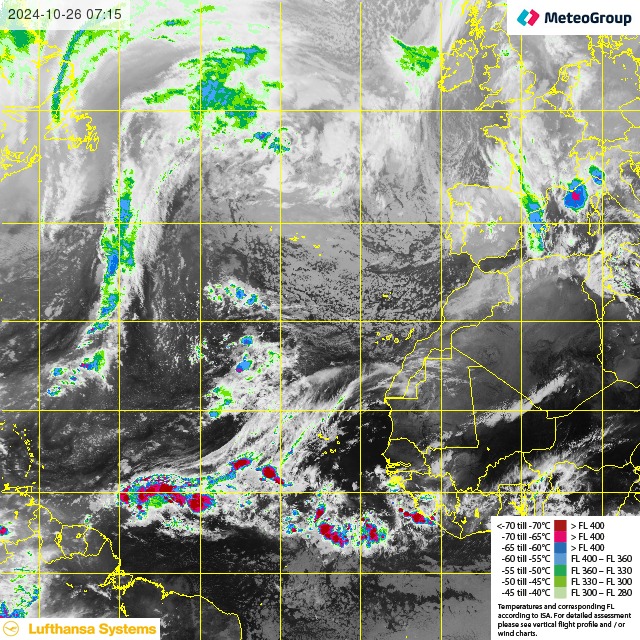 2024-10-26 07:15
MeteoGroup
<-70 till -70°C > FL 400
-70 till -65°C > FL 400
-65 till -60°C > FL 400
-60 till -55°C FL 400 – FL 360
-55 till -50°C FL 360 – FL 330
-50 till -45°C FL 330 – FL 300
-45 till -40°C FL 300 – FL 280
Temperatures and corresponding FL
according to ISA. For detailed assessment
please see vertical flight profile and / or
wind charts.
Lufthansa Systems